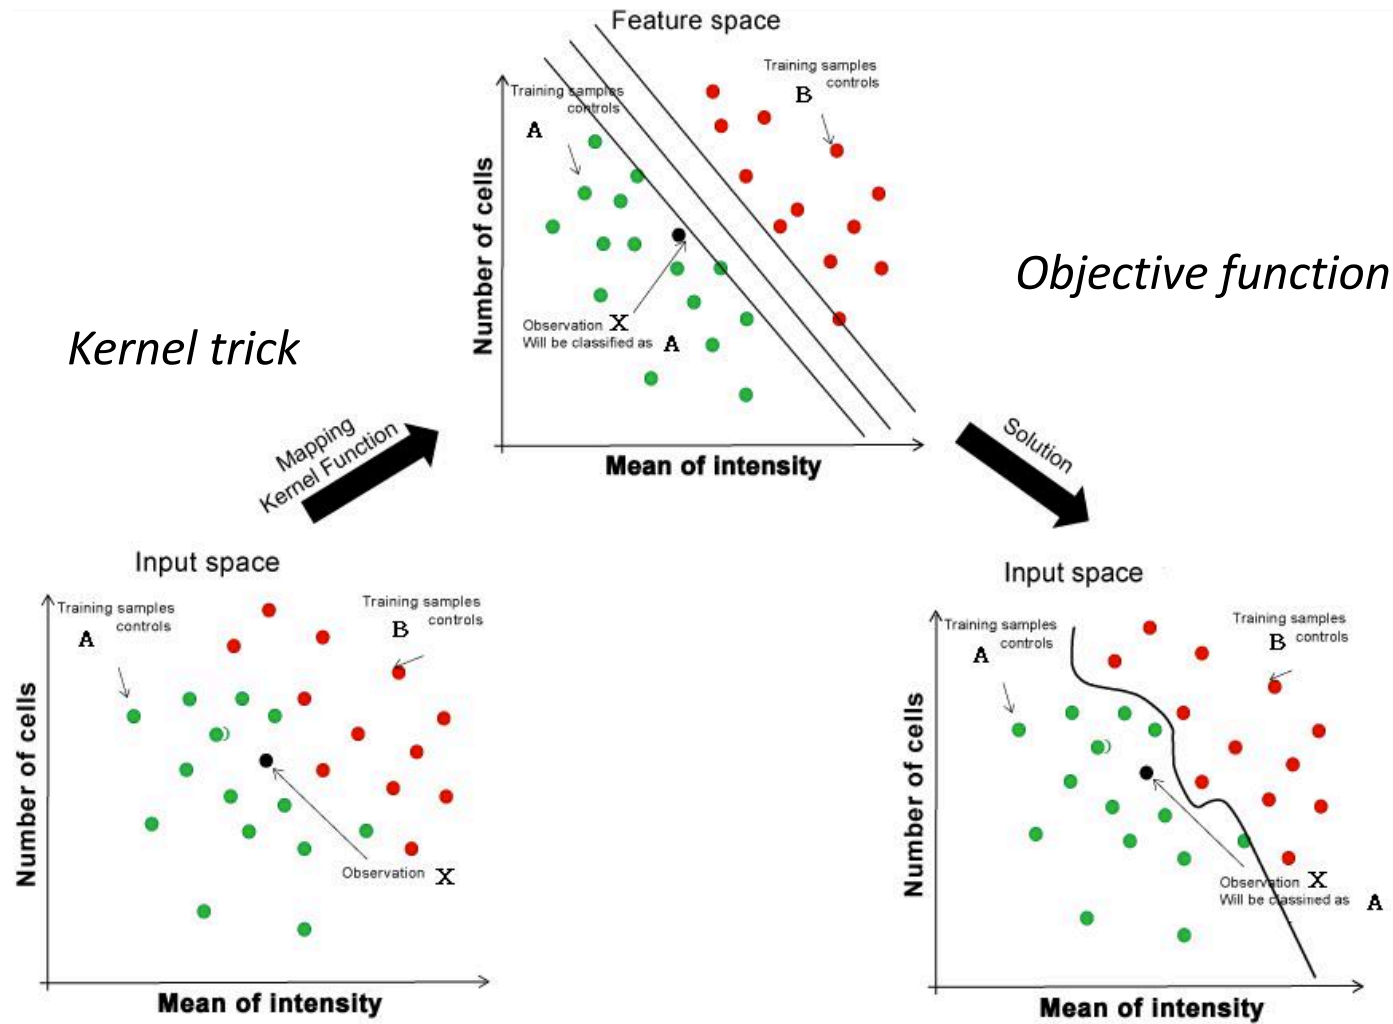 Feature space
Training samples
controls
A
Training samples
controls
B
Number of cells
Observation X
Will be classified as A
Mean of intensity
Kernel trick
Objective function
Mapping
Kernel Function
Solution
Input space
Training samples
controls
A
Training samples
controls
B
Number of cells
Observation X
Mean of intensity
Input space
Training samples
controls
A
Training samples
controls
B
Number of cells
Observation X
Will be classified as A
Mean of intensity